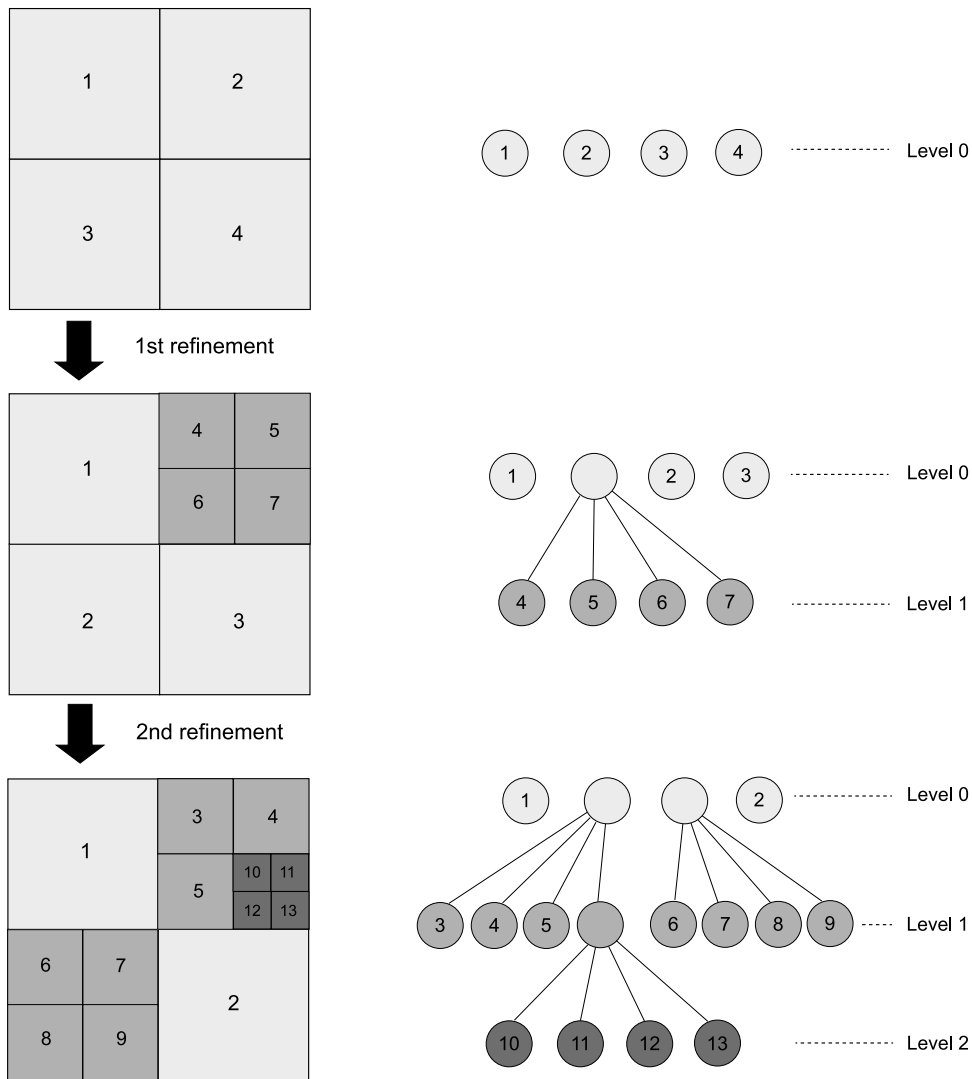 1 2
3 4
1 2 3 4 Level 0
1st refinement
1 4 5
6 7
2 3
1 2 3 Level 0
4 5 6 7 Level 1
2nd refinement
1 3 4
5 10 11
12 13
6 7 2
8 9
1 2 Level 0
3 4 5 6 7 8 9 Level 1
10 11 12 13 Level 2